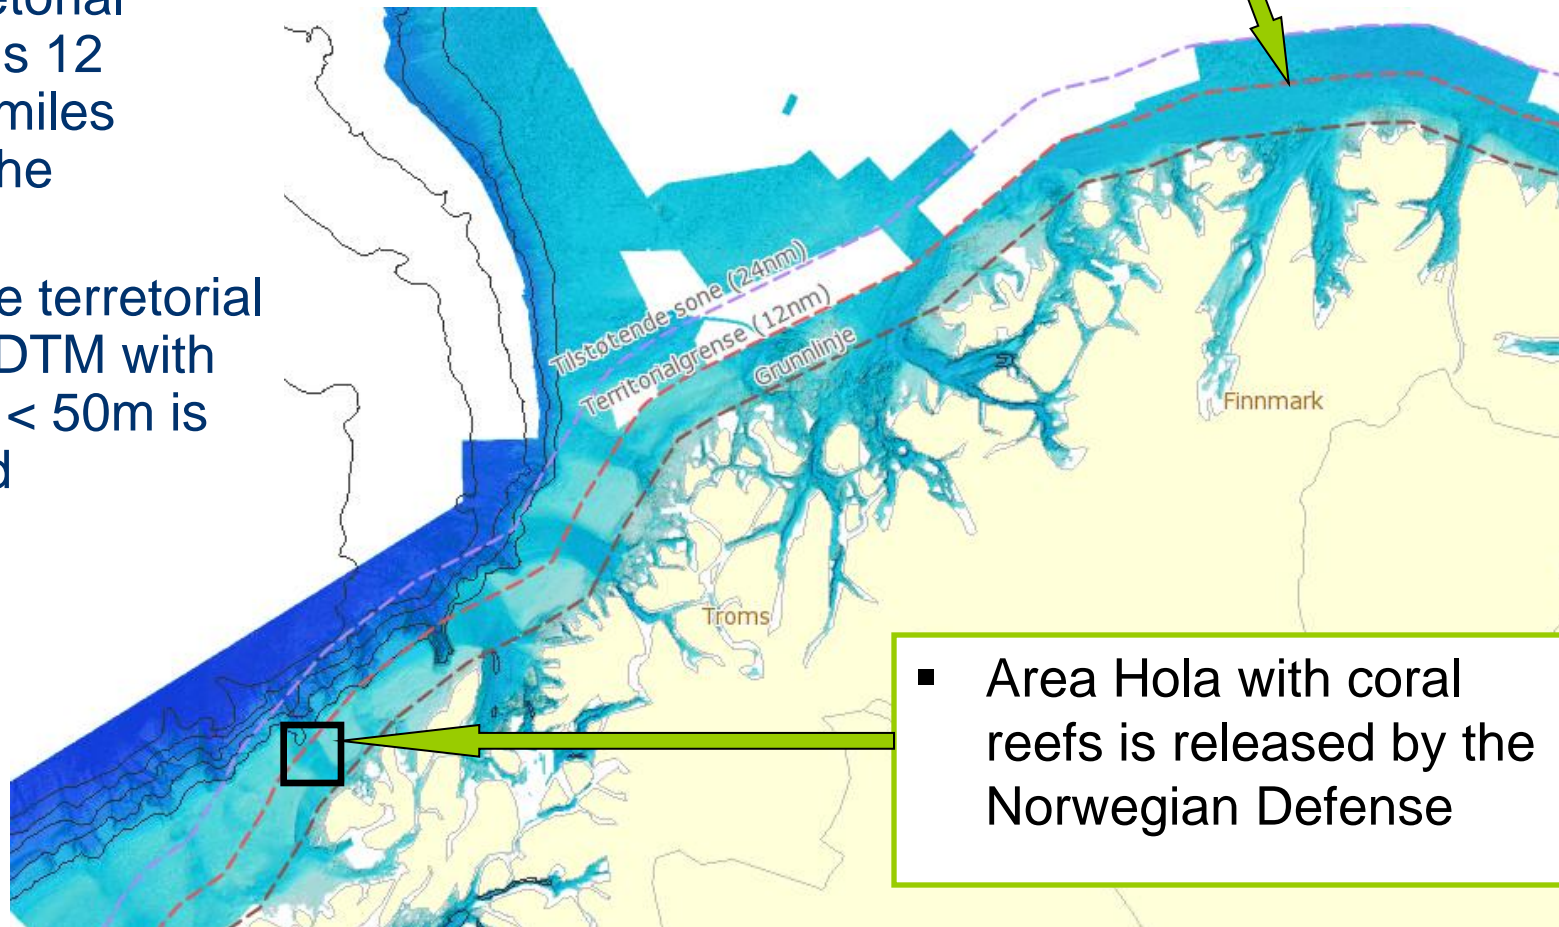 etorial
s 12
miles
he
e terretorial
DTM with
< 50m is
d
Tilstøtende sone (24nm)
Territorialgrense (12nm)
Grunnlinje
Finnmark
Troms
▪ Area Hola with coral
reefs is released by the
Norwegian Defense